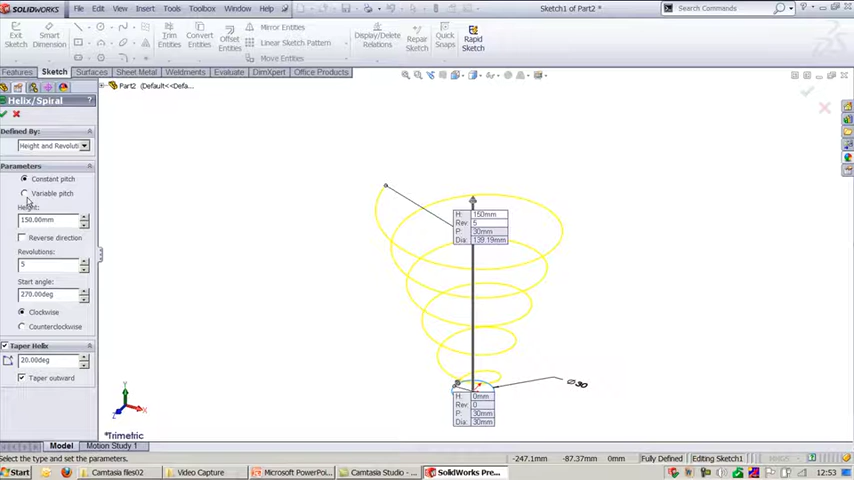 SOLIDWORKS File Edit View Insert Tools Toolbox Window Help Sketch1 of Part2 * Search Commands
Exit Sketch Smart Dimension Trim Entities Convert Entities Offset Entities Mirror Entities Linear Sketch Pattern Move Entities Display/Delete Relations Repair Sketch Quick Snaps Rapid Sketch
Features Sketch Surfaces Sheet Metal Weldments Evaluate DimXpert Office Products
Part2 (Default<<Defa...
Helix/Spiral ?
Defined By:
Height and Revoluti
Parameters
Constant pitch
Variable pitch
Height:
150.00mm
Reverse direction
Revolutions:
5
Start angle:
270.00deg
Clockwise
Counterclockwise
Taper Helix
20.00deg
Taper outward
H: 150mm
Rev: 5
P: 30mm
Dia: 139.19mm
⌀30
H: 0mm
Rev: 0
P: 30mm
Dia: 30mm
Y
X
Z
*Trimetric
Model Motion Study 1
Select the type and set the parameters. -247.1mm -87.37mm 0mm Fully Defined Editing Sketch1
Start Camtasia files02 Video Capture Microsoft PowerPoi... Camtasia Studio - ... SolidWorks Pre... 12:53